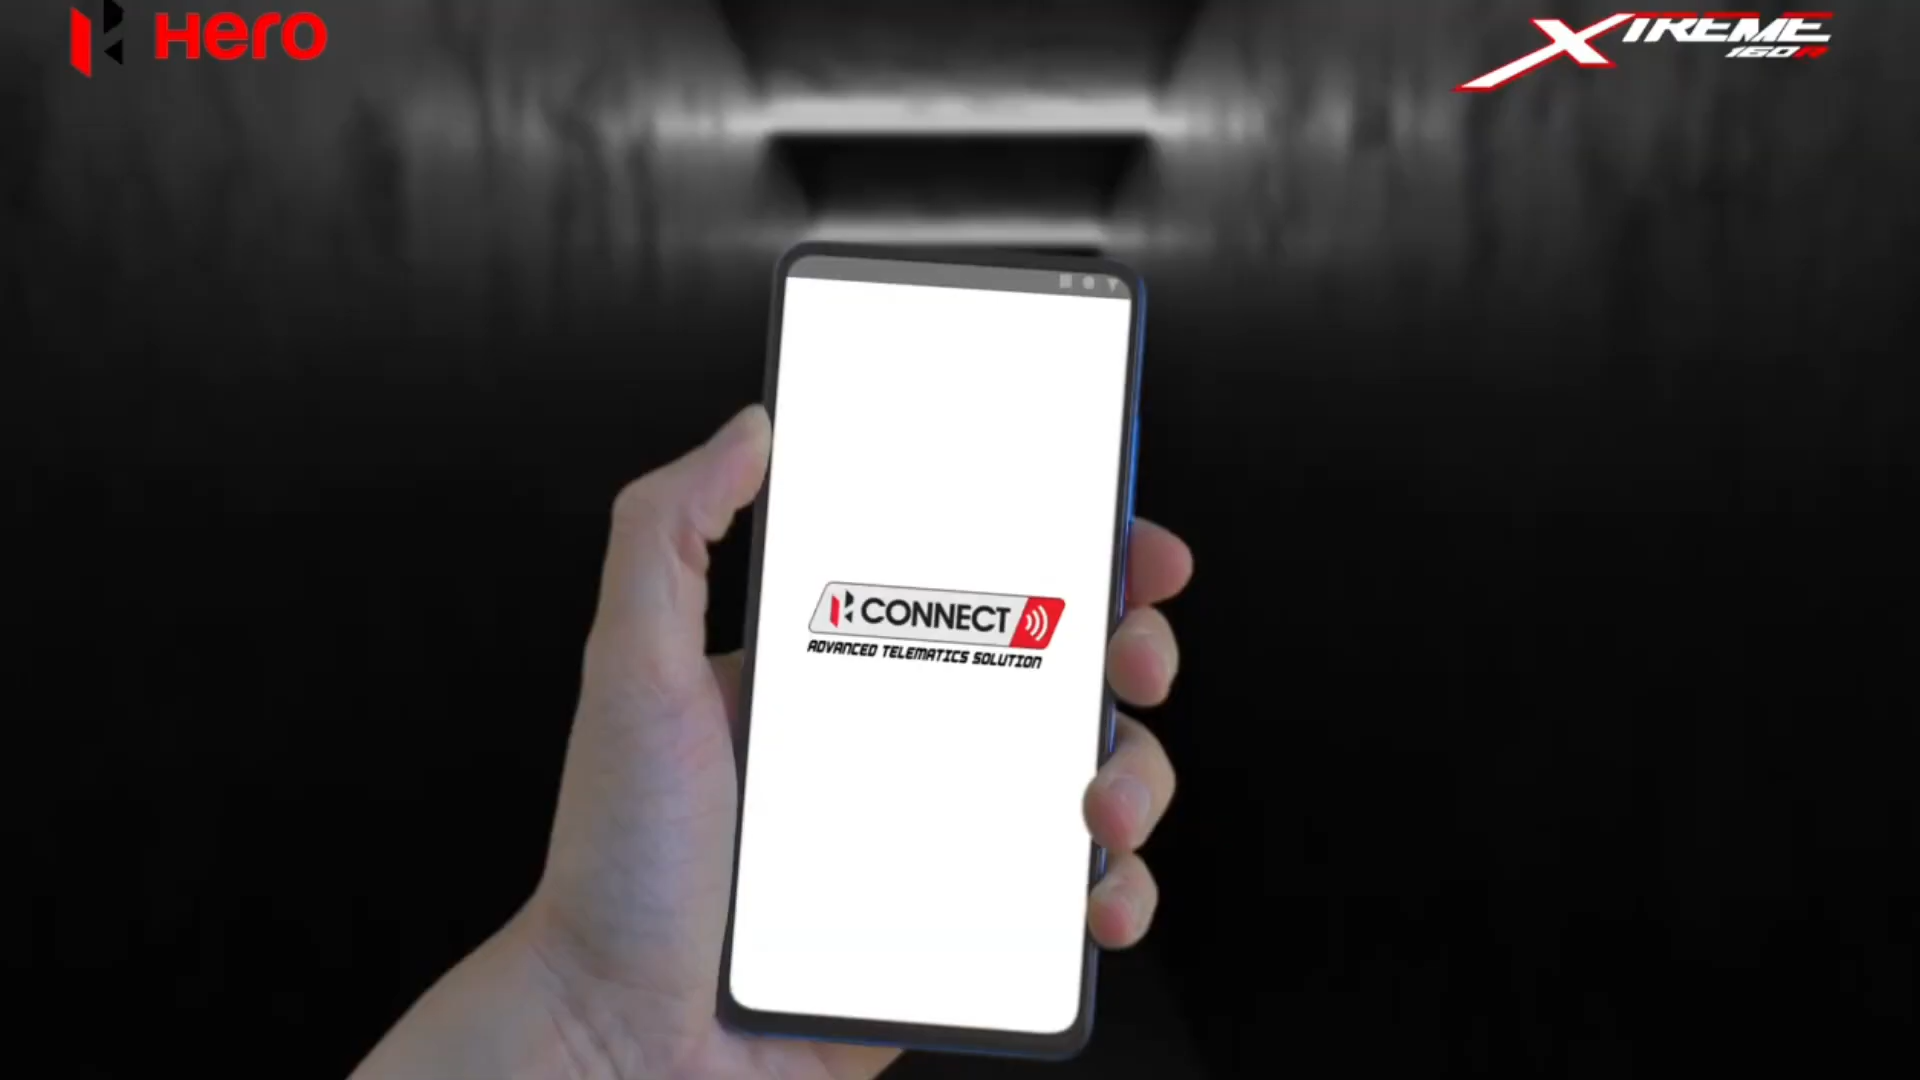 Hero
XTREME
160R
CONNECT
ADVANCED TELEMATICS SOLUTION